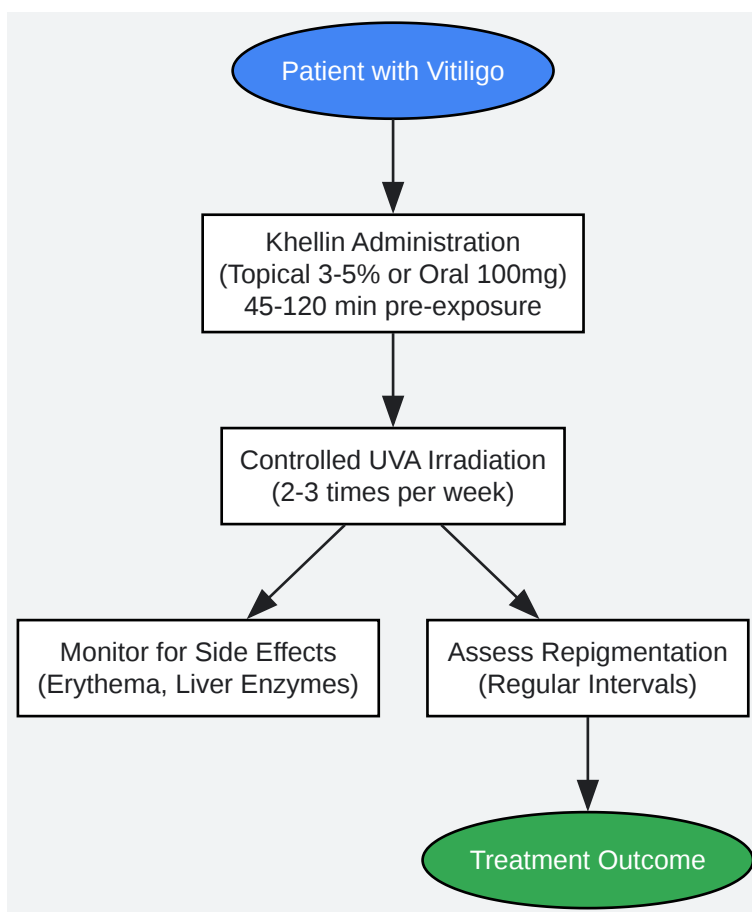 Patient with Vitiligo
Khellin Administration
(Topical 3-5% or Oral 100mg)
45-120 min pre-exposure
Controlled UVA Irradiation
(2-3 times per week)
Monitor for Side Effects
(Erythema, Liver Enzymes)
Assess Repigmentation
(Regular Intervals)
Treatment Outcome